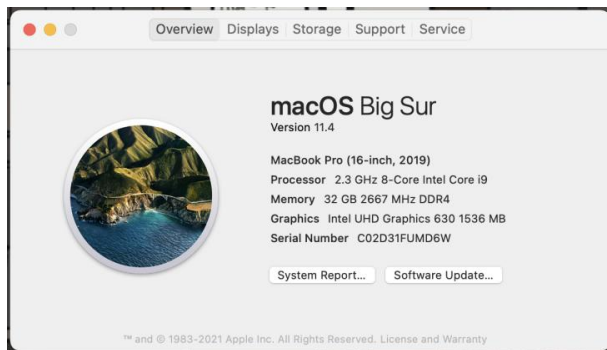 Overview Displays Storage Support Service
macOS Big Sur
Version 11.4
MacBook Pro (16-inch, 2019)
Processor 2.3 GHz 8-Core Intel Core i9
Memory 32 GB 2667 MHz DDR4
Graphics Intel UHD Graphics 630 1536 MB
Serial Number C02D31FUMD6W
System Report... Software Update...
™ and © 1983-2021 Apple Inc. All Rights Reserved. License and Warranty